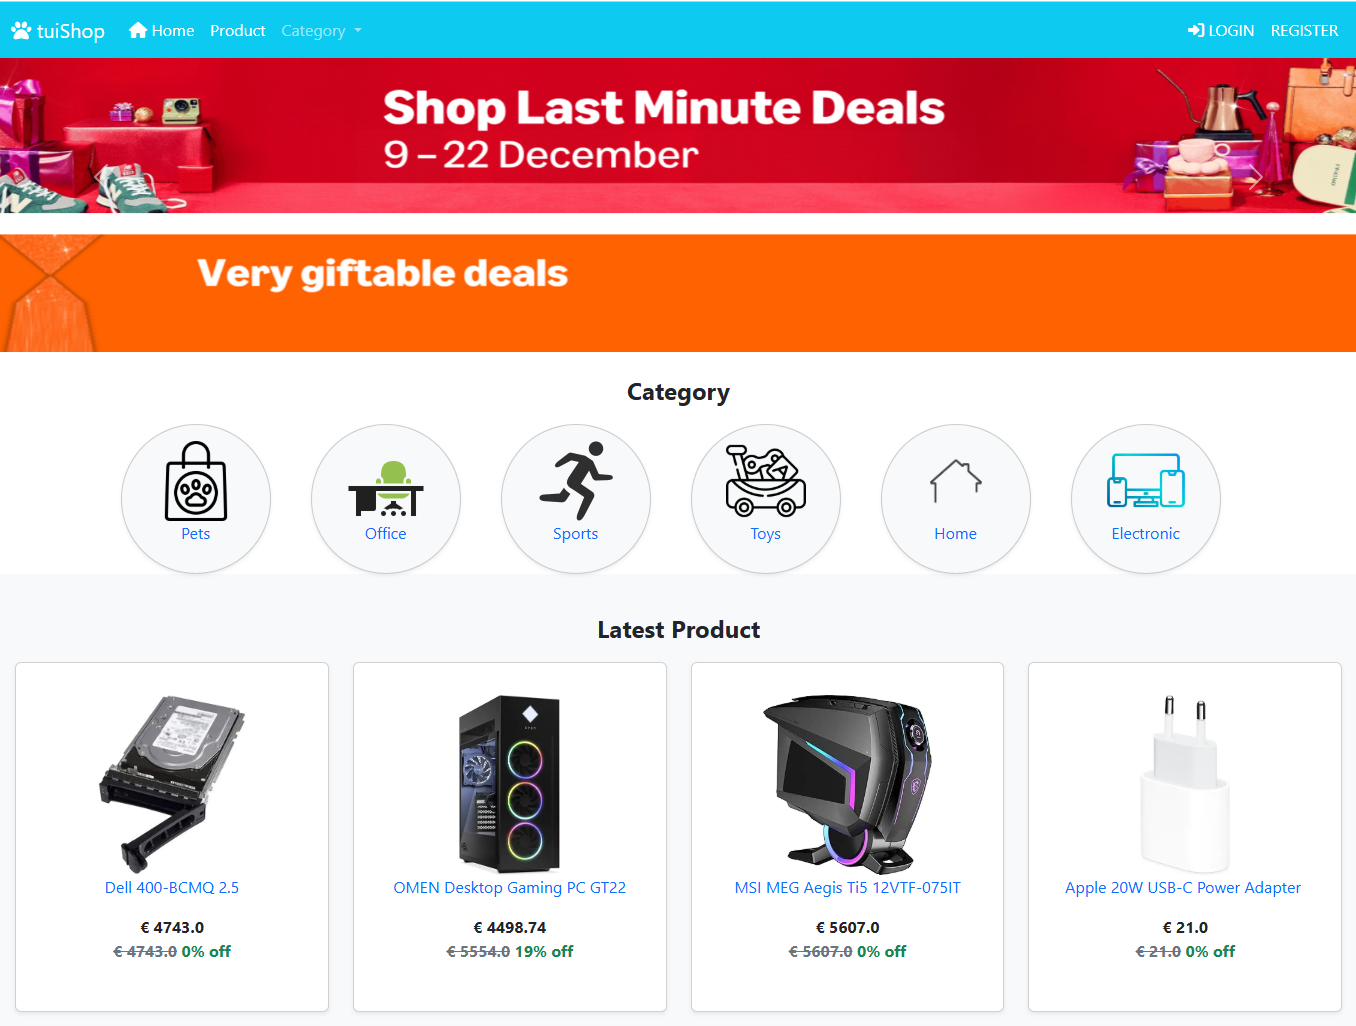 tuiShop Home Product Category LOGIN REGISTER
Shop Last Minute Deals
9 – 22 December
Very giftable deals
Category
Pets Office Sports Toys Home Electronic
Latest Product
Dell 400-BCMQ 2.5
€ 4743.0
€ 4743.0 0% off
OMEN Desktop Gaming PC GT22
€ 4498.74
€ 5554.0 19% off
MSI MEG Aegis Ti5 12VTF-075IT
€ 5607.0
€ 5607.0 0% off
Apple 20W USB-C Power Adapter
€ 21.0
€ 21.0 0% off